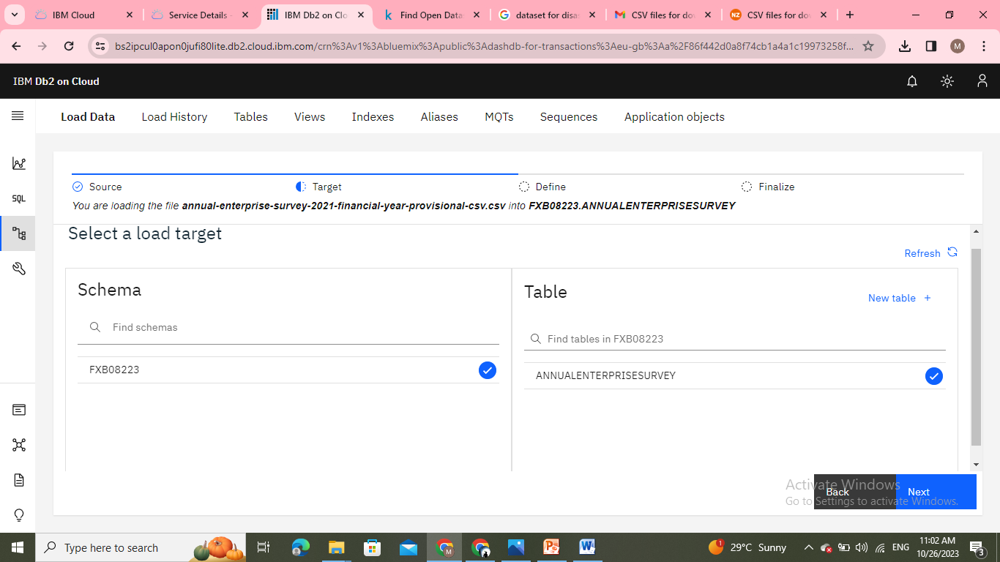 IBM Cloud
Service Details -
IBM Db2 on Clo
Find Open Data
dataset for disa
CSV files for do
CSV files for do
bs2ipcul0apon0jufi80lite.db2.cloud.ibm.com/crn%3Av1%3Abluemix%3Apublic%3Adashdb-for-transactions%3Aeu-gb%3Aa%2F86f442d0a8f74cb1a4a1c19973258f...
M
IBM Db2 on Cloud
Load Data Load History Tables Views Indexes Aliases MQTs Sequences Application objects
SQL
Source Target Define Finalize
You are loading the file annual-enterprise-survey-2021-financial-year-provisional-csv.csv into FXB08223.ANNUALENTERPRISESURVEY
Select a load target
Refresh
Schema
Find schemas
FXB08223
Table
New table +
Find tables in FXB08223
ANNUALENTERPRISESURVEY
Back
Next
Activate Windows
Go to Settings to activate Windows.
Type here to search
29°C Sunny
ENG
11:02 AM
10/26/2023
3